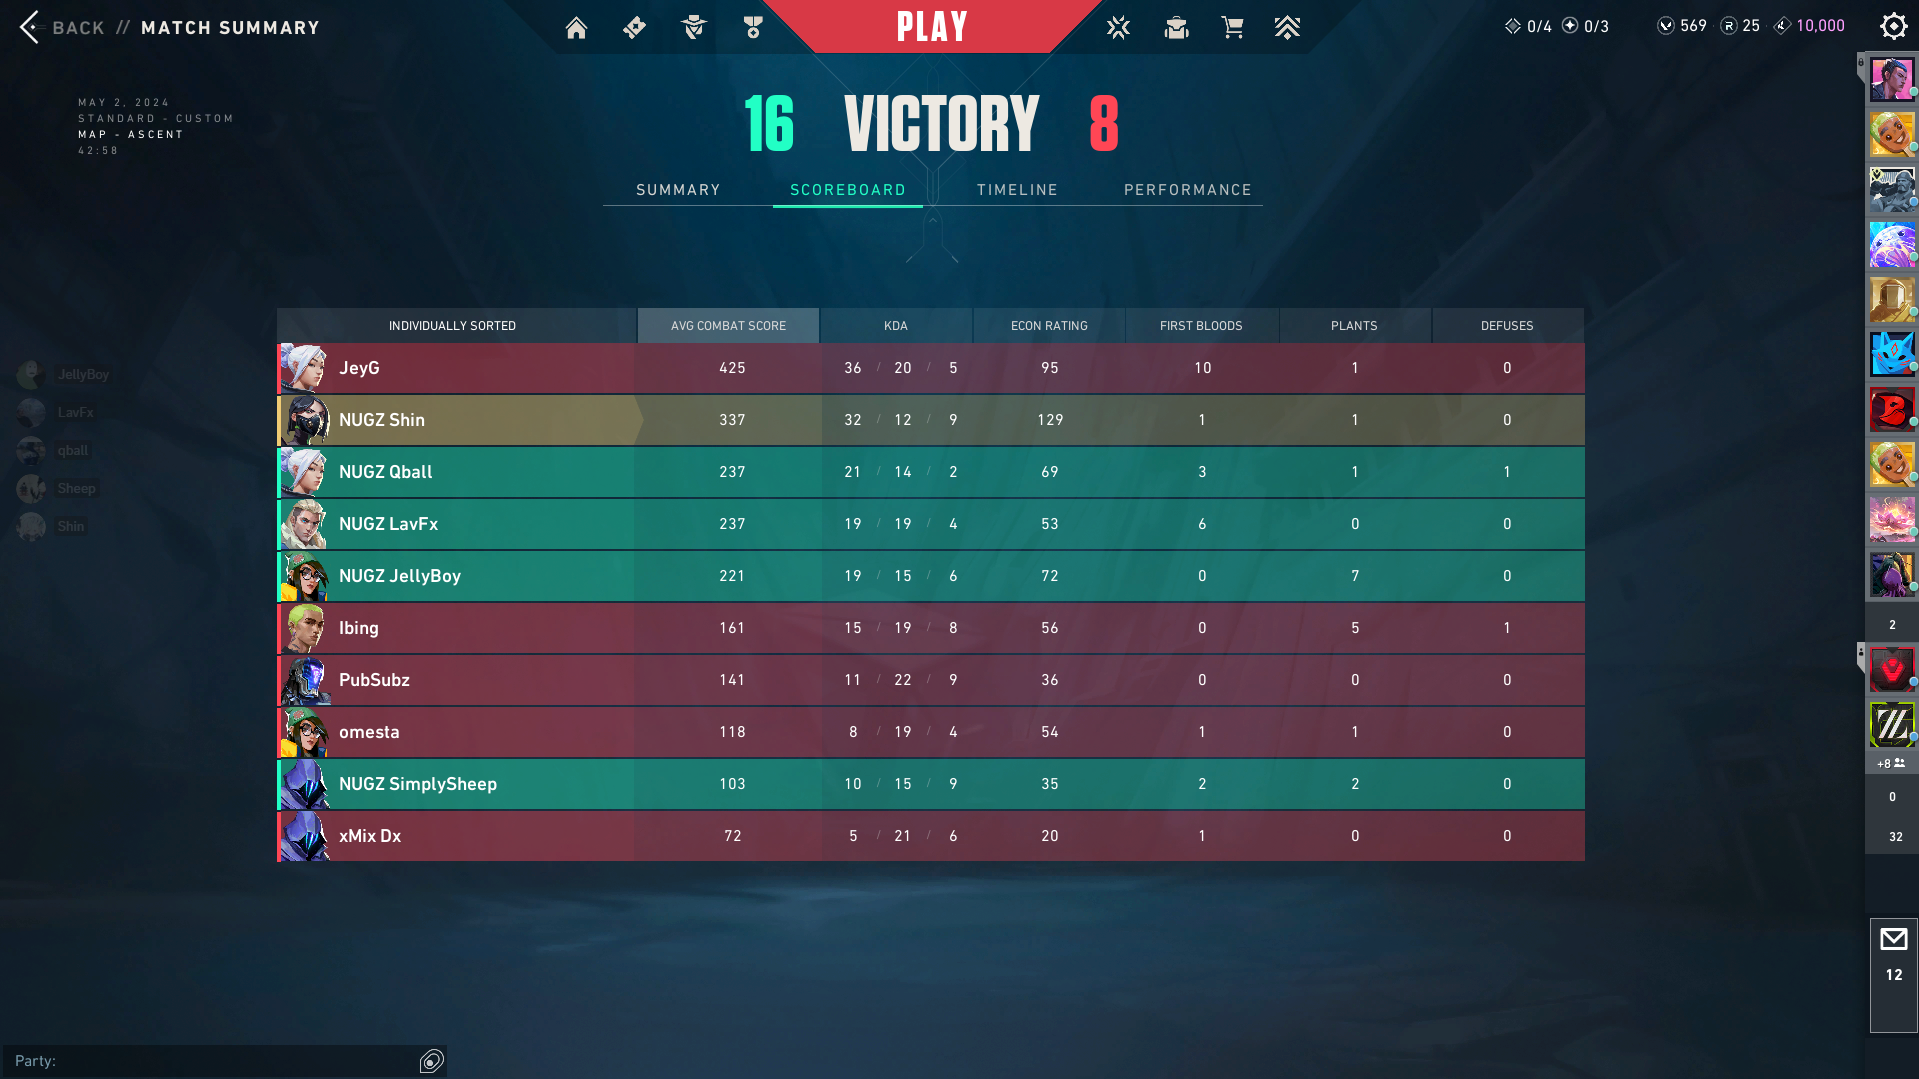 BACK // MATCH SUMMARY
PLAY
0/4 0/3 569 R 25 10,000
MAY 2, 2024
STANDARD - CUSTOM
MAP - ASCENT
42:58
16 VICTORY 8
SUMMARY SCOREBOARD TIMELINE PERFORMANCE
INDIVIDUALLY SORTED AVG COMBAT SCORE KDA ECON RATING FIRST BLOODS PLANTS DEFUSES
JeyG 425 36 / 20 / 5 95 10 1 0
NUGZ Shin 337 32 / 12 / 9 129 1 1 0
NUGZ Qball 237 21 / 14 / 2 69 3 1 1
NUGZ LavFx 237 19 / 19 / 4 53 6 0 0
NUGZ JellyBoy 221 19 / 15 / 6 72 0 7 0
Ibing 161 15 / 19 / 8 56 0 5 1
PubSubz 141 11 / 22 / 9 36 0 0 0
omesta 118 8 / 19 / 4 54 1 1 0
NUGZ SimplySheep 103 10 / 15 / 9 35 2 2 0
xMix Dx 72 5 / 21 / 6 20 1 0 0
JellyBoy
LavFx
qball
Sheep
Shin
2
+8
0
32
12
Party: